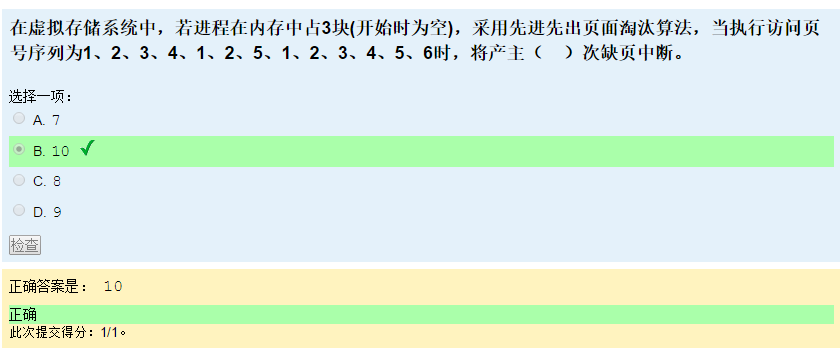 在虚拟存储系统中，若进程在内存中占3块(开始时为空)，采用先进先出页面淘汰算法，当执行访问页
号序列为1、2、3、4、1、2、5、1、2、3、4、5、6时，将产主（　）次缺页中断。
选择一项：
A. 7
B. 10
C. 8
D. 9
检查
正确答案是： 10
正确
此次提交得分：1/1。